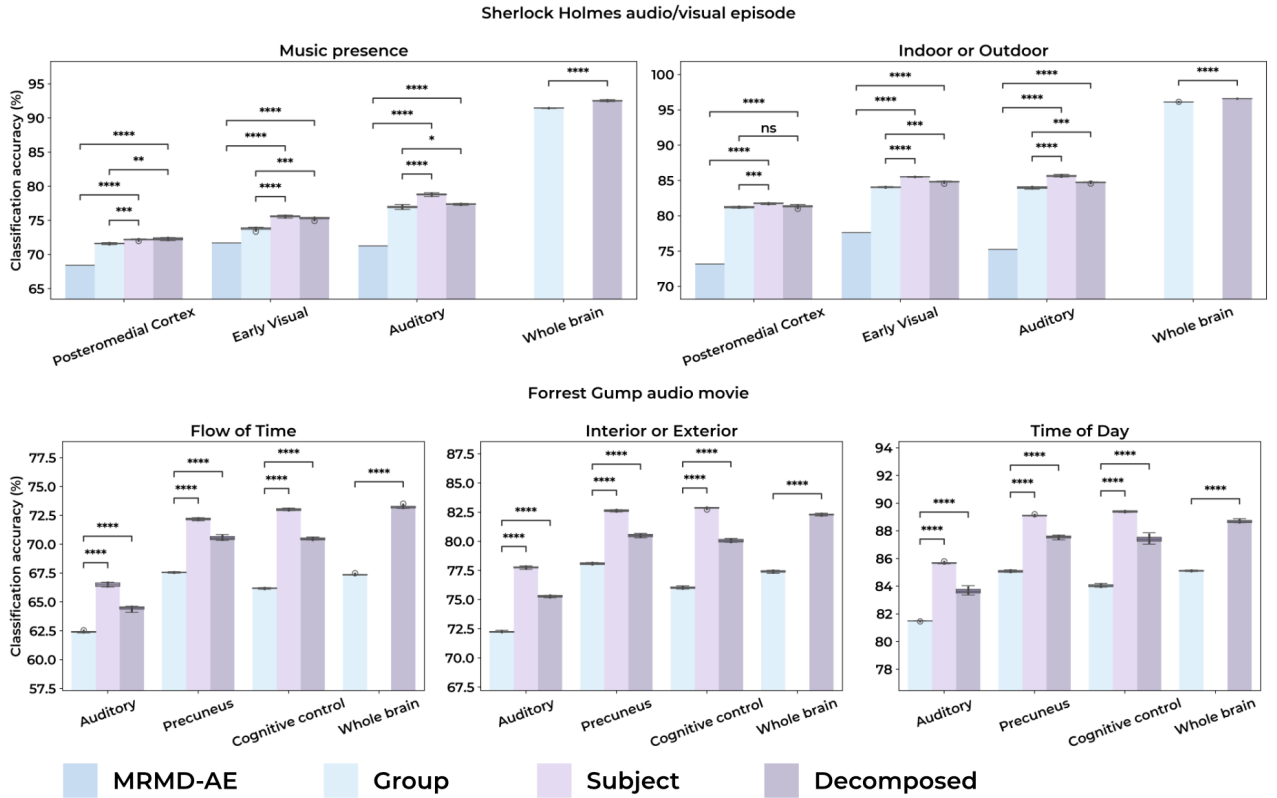 Sherlock Holmes audio/visual episode
Music presence
Classification accuracy (%)
95
90
85
80
75
70
65
****
**
****
***
****
****
***
****
****
****
*
****
****
Posteromedial Cortex
Early Visual
Auditory
Whole brain
Indoor or Outdoor
100
95
90
85
80
75
70
****
ns
****
***
****
****
***
****
****
****
***
****
****
Posteromedial Cortex
Early Visual
Auditory
Whole brain
Forrest Gump audio movie
Flow of Time
Classification accuracy (%)
77.5
75.0
72.5
70.0
67.5
65.0
62.5
60.0
57.5
****
****
****
****
****
****
****
Auditory
Precuneus
Cognitive control
Whole brain
Interior or Exterior
87.5
85.0
82.5
80.0
77.5
75.0
72.5
70.0
67.5
****
****
****
****
****
****
****
Auditory
Precuneus
Cognitive control
Whole brain
Time of Day
94
92
90
88
86
84
82
80
78
****
****
****
****
****
****
****
Auditory
Precuneus
Cognitive control
Whole brain
MRMD-AE
Group
Subject
Decomposed